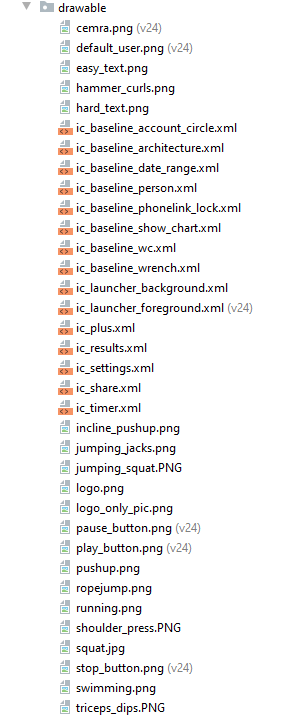 drawable
cemra.png (v24)
default_user.png (v24)
easy_text.png
hammer_curls.png
hard_text.png
ic_baseline_account_circle.xml
ic_baseline_architecture.xml
ic_baseline_date_range.xml
ic_baseline_person.xml
ic_baseline_phonelink_lock.xml
ic_baseline_show_chart.xml
ic_baseline_wc.xml
ic_baseline_wrench.xml
ic_launcher_background.xml
ic_launcher_foreground.xml (v24)
ic_plus.xml
ic_results.xml
ic_settings.xml
ic_share.xml
ic_timer.xml
incline_pushup.png
jumping_jacks.png
jumping_squat.PNG
logo.png
logo_only_pic.png
pause_button.png (v24)
play_button.png (v24)
pushup.png
ropejump.png
running.png
shoulder_press.PNG
squat.jpg
stop_button.png (v24)
swimming.png
triceps_dips.PNG